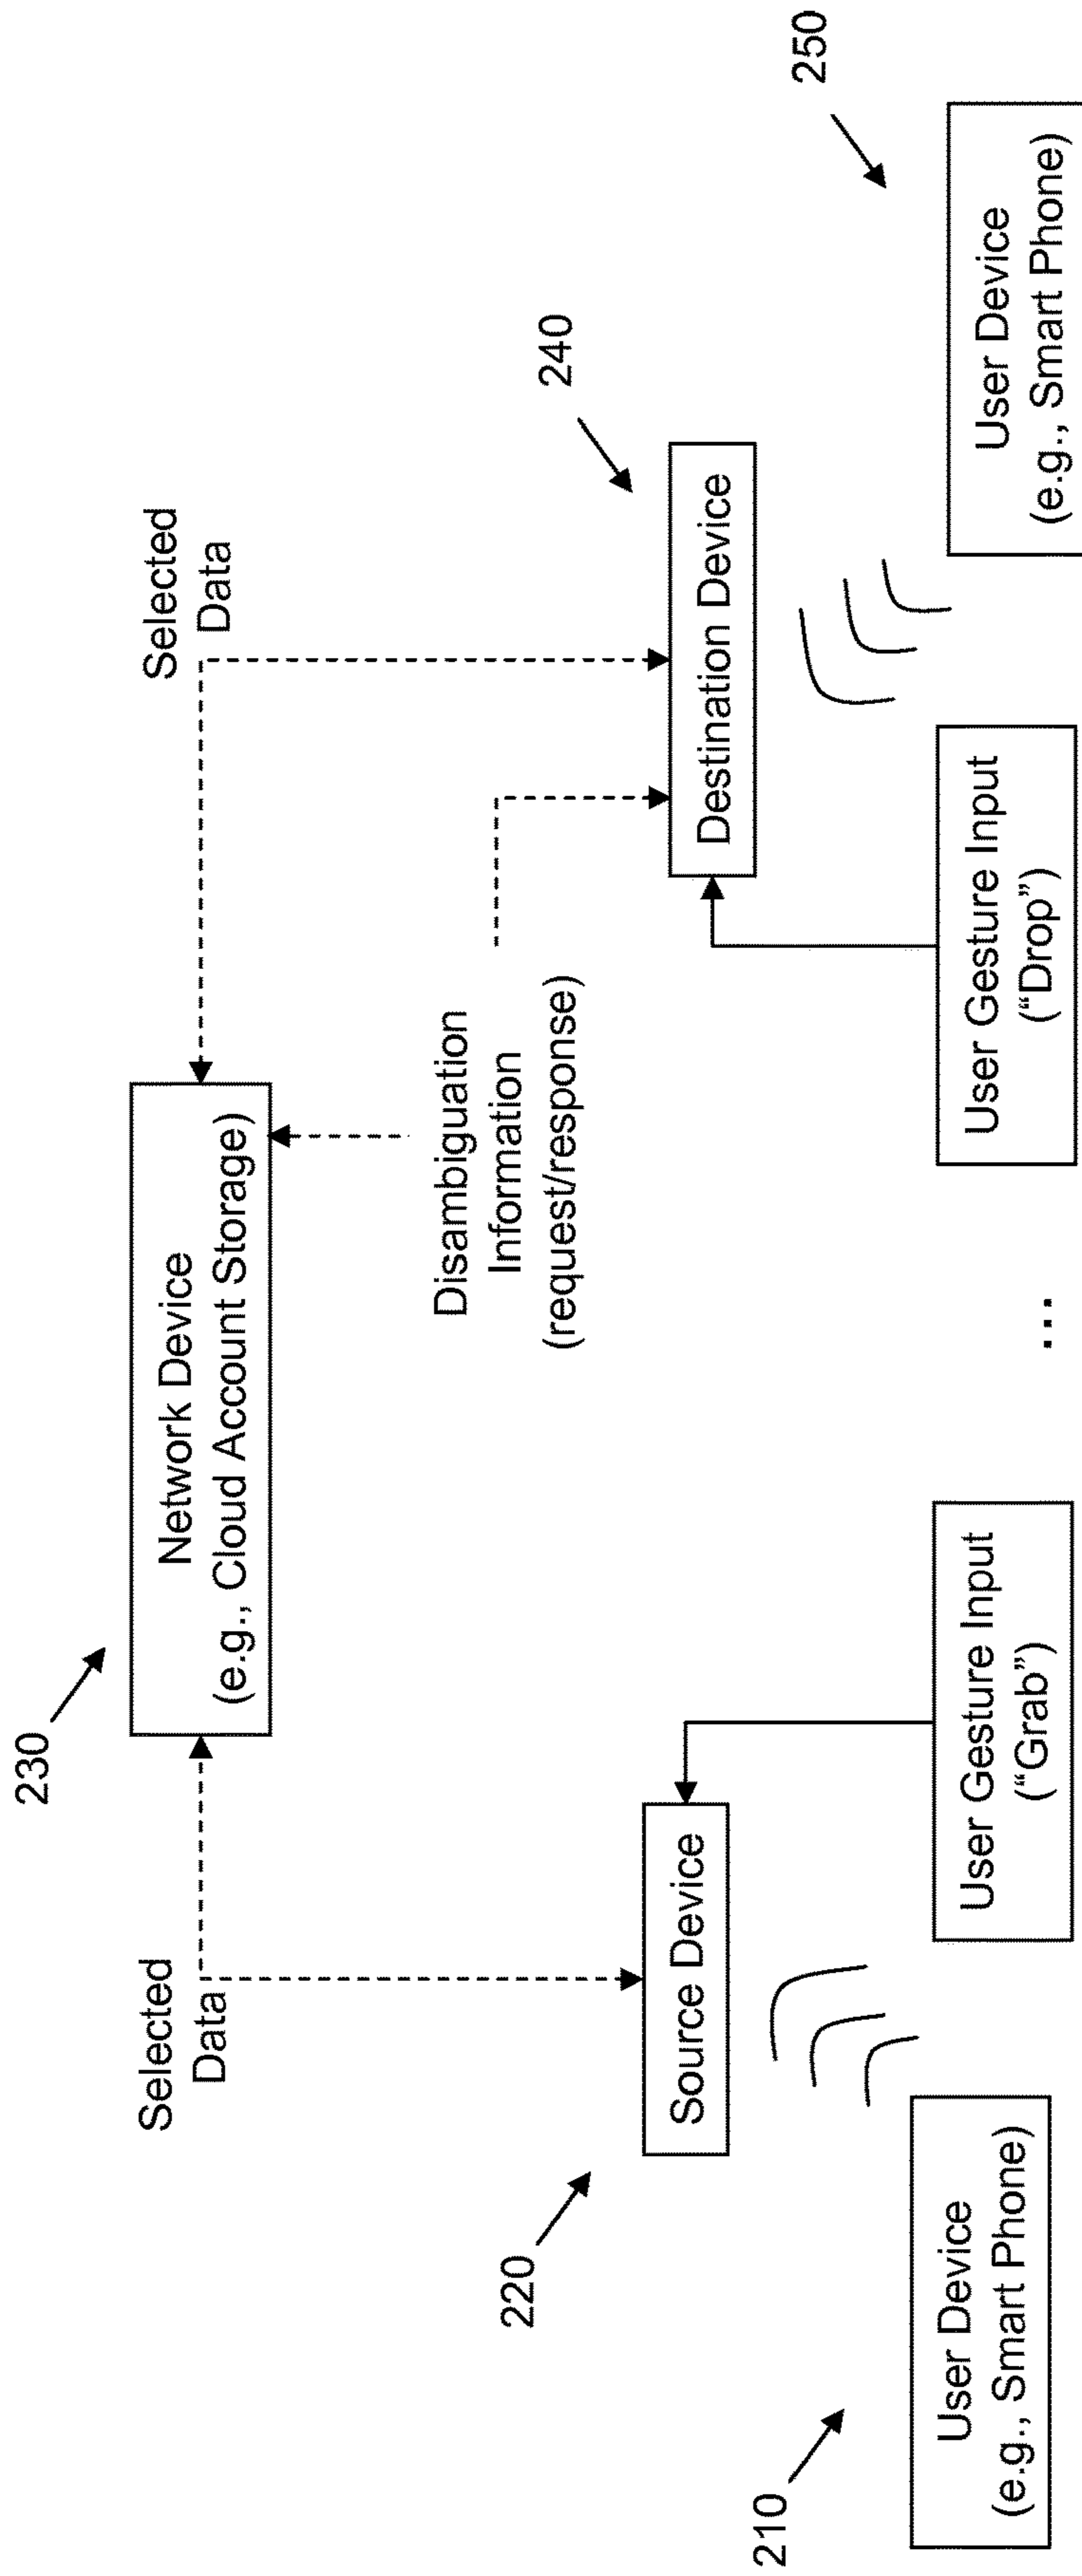 230
Network Device
(e.g., Cloud Account Storage)
Selected
Data
Selected
Data
Disambiguation
Information
(request/response)
220
Source Device
240
Destination Device
210
User Device
(e.g., Smart Phone)
User Gesture Input
(“Grab”)
...
User Gesture Input
(“Drop”)
250
User Device
(e.g., Smart Phone)